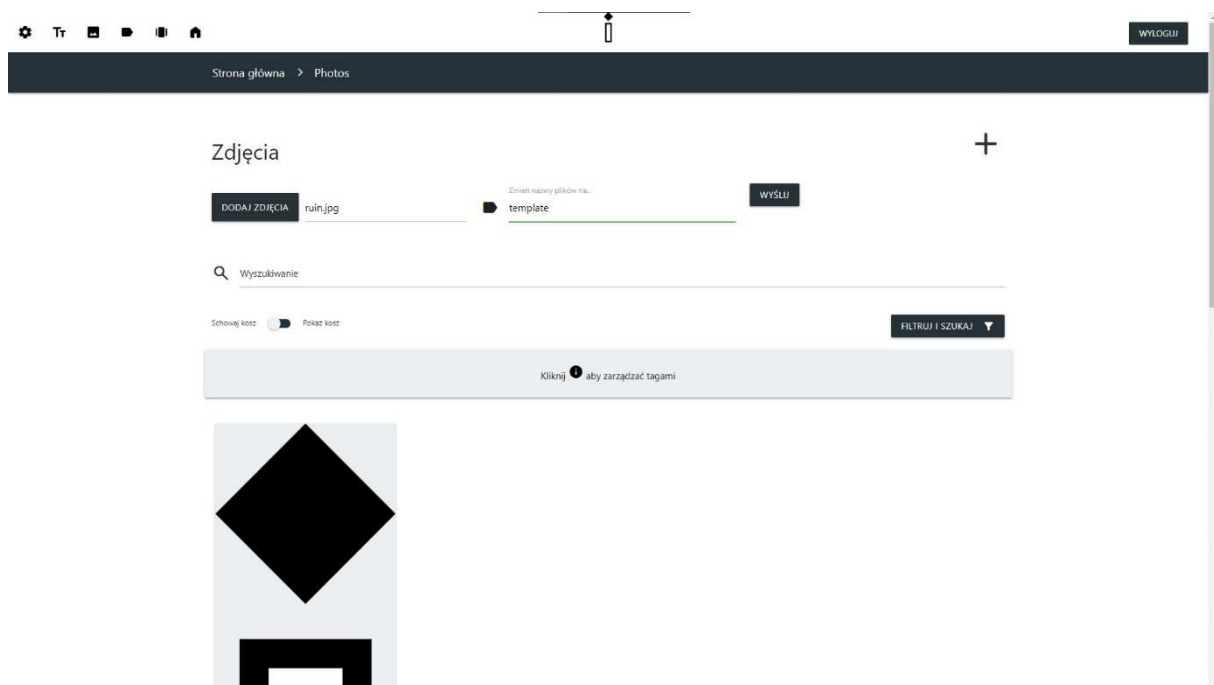 Tт
WYLOGUJ
Strona główna > Photos
Zdjęcia
Zmień nazwy plików na...
DODAJ ZDJĘCIA ruin.jpg template WYŚLIJ
Wyszukiwanie
Schowaj kosz Pokaż kosz FILTRUJ I SZUKAJ
Kliknij aby zarządzać tagami